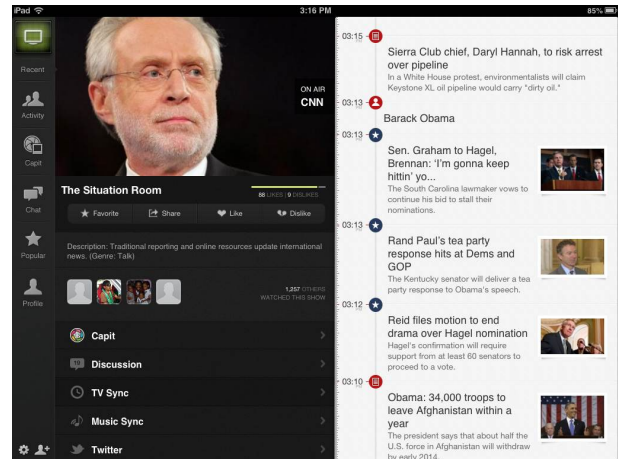 iPad
3:16 PM
85%
Recent
Activity
Capit
Chat
Popular
Profile
ON AIR
CNN
The Situation Room
88 LIKES | 9 DISLIKES
Favorite
Share
Like
Dislike
Description: Traditional reporting and online resources update international
news. (Genre: Talk)
1,257 OTHERS
WATCHED THIS SHOW
Capit
Discussion
TV Sync
Music Sync
Twitter
03:15
Sierra Club chief, Daryl Hannah, to risk arrest
over pipeline
In a White House protest, environmentalists will claim
Keystone XL oil pipeline would carry "dirty oil."
03:13
Barack Obama
03:13
Sen. Graham to Hagel,
Brennan: ‘I’m gonna keep
hittin’ yo...
The South Carolina lawmaker vows to
continue his bid to stall their
nominations.
03:13
Rand Paul’s tea party
response hits at Dems and
GOP
The Kentucky senator will deliver a tea
party response to Obama's speech.
03:12
Reid files motion to end
drama over Hagel nomination
Hagel's confirmation will require
support from at least 60 senators to
proceed to a vote.
03:10
Obama: 34,000 troops to
leave Afghanistan within a
year
The president says that about half the
U.S. force in Afghanistan will withdraw
by early 2014.